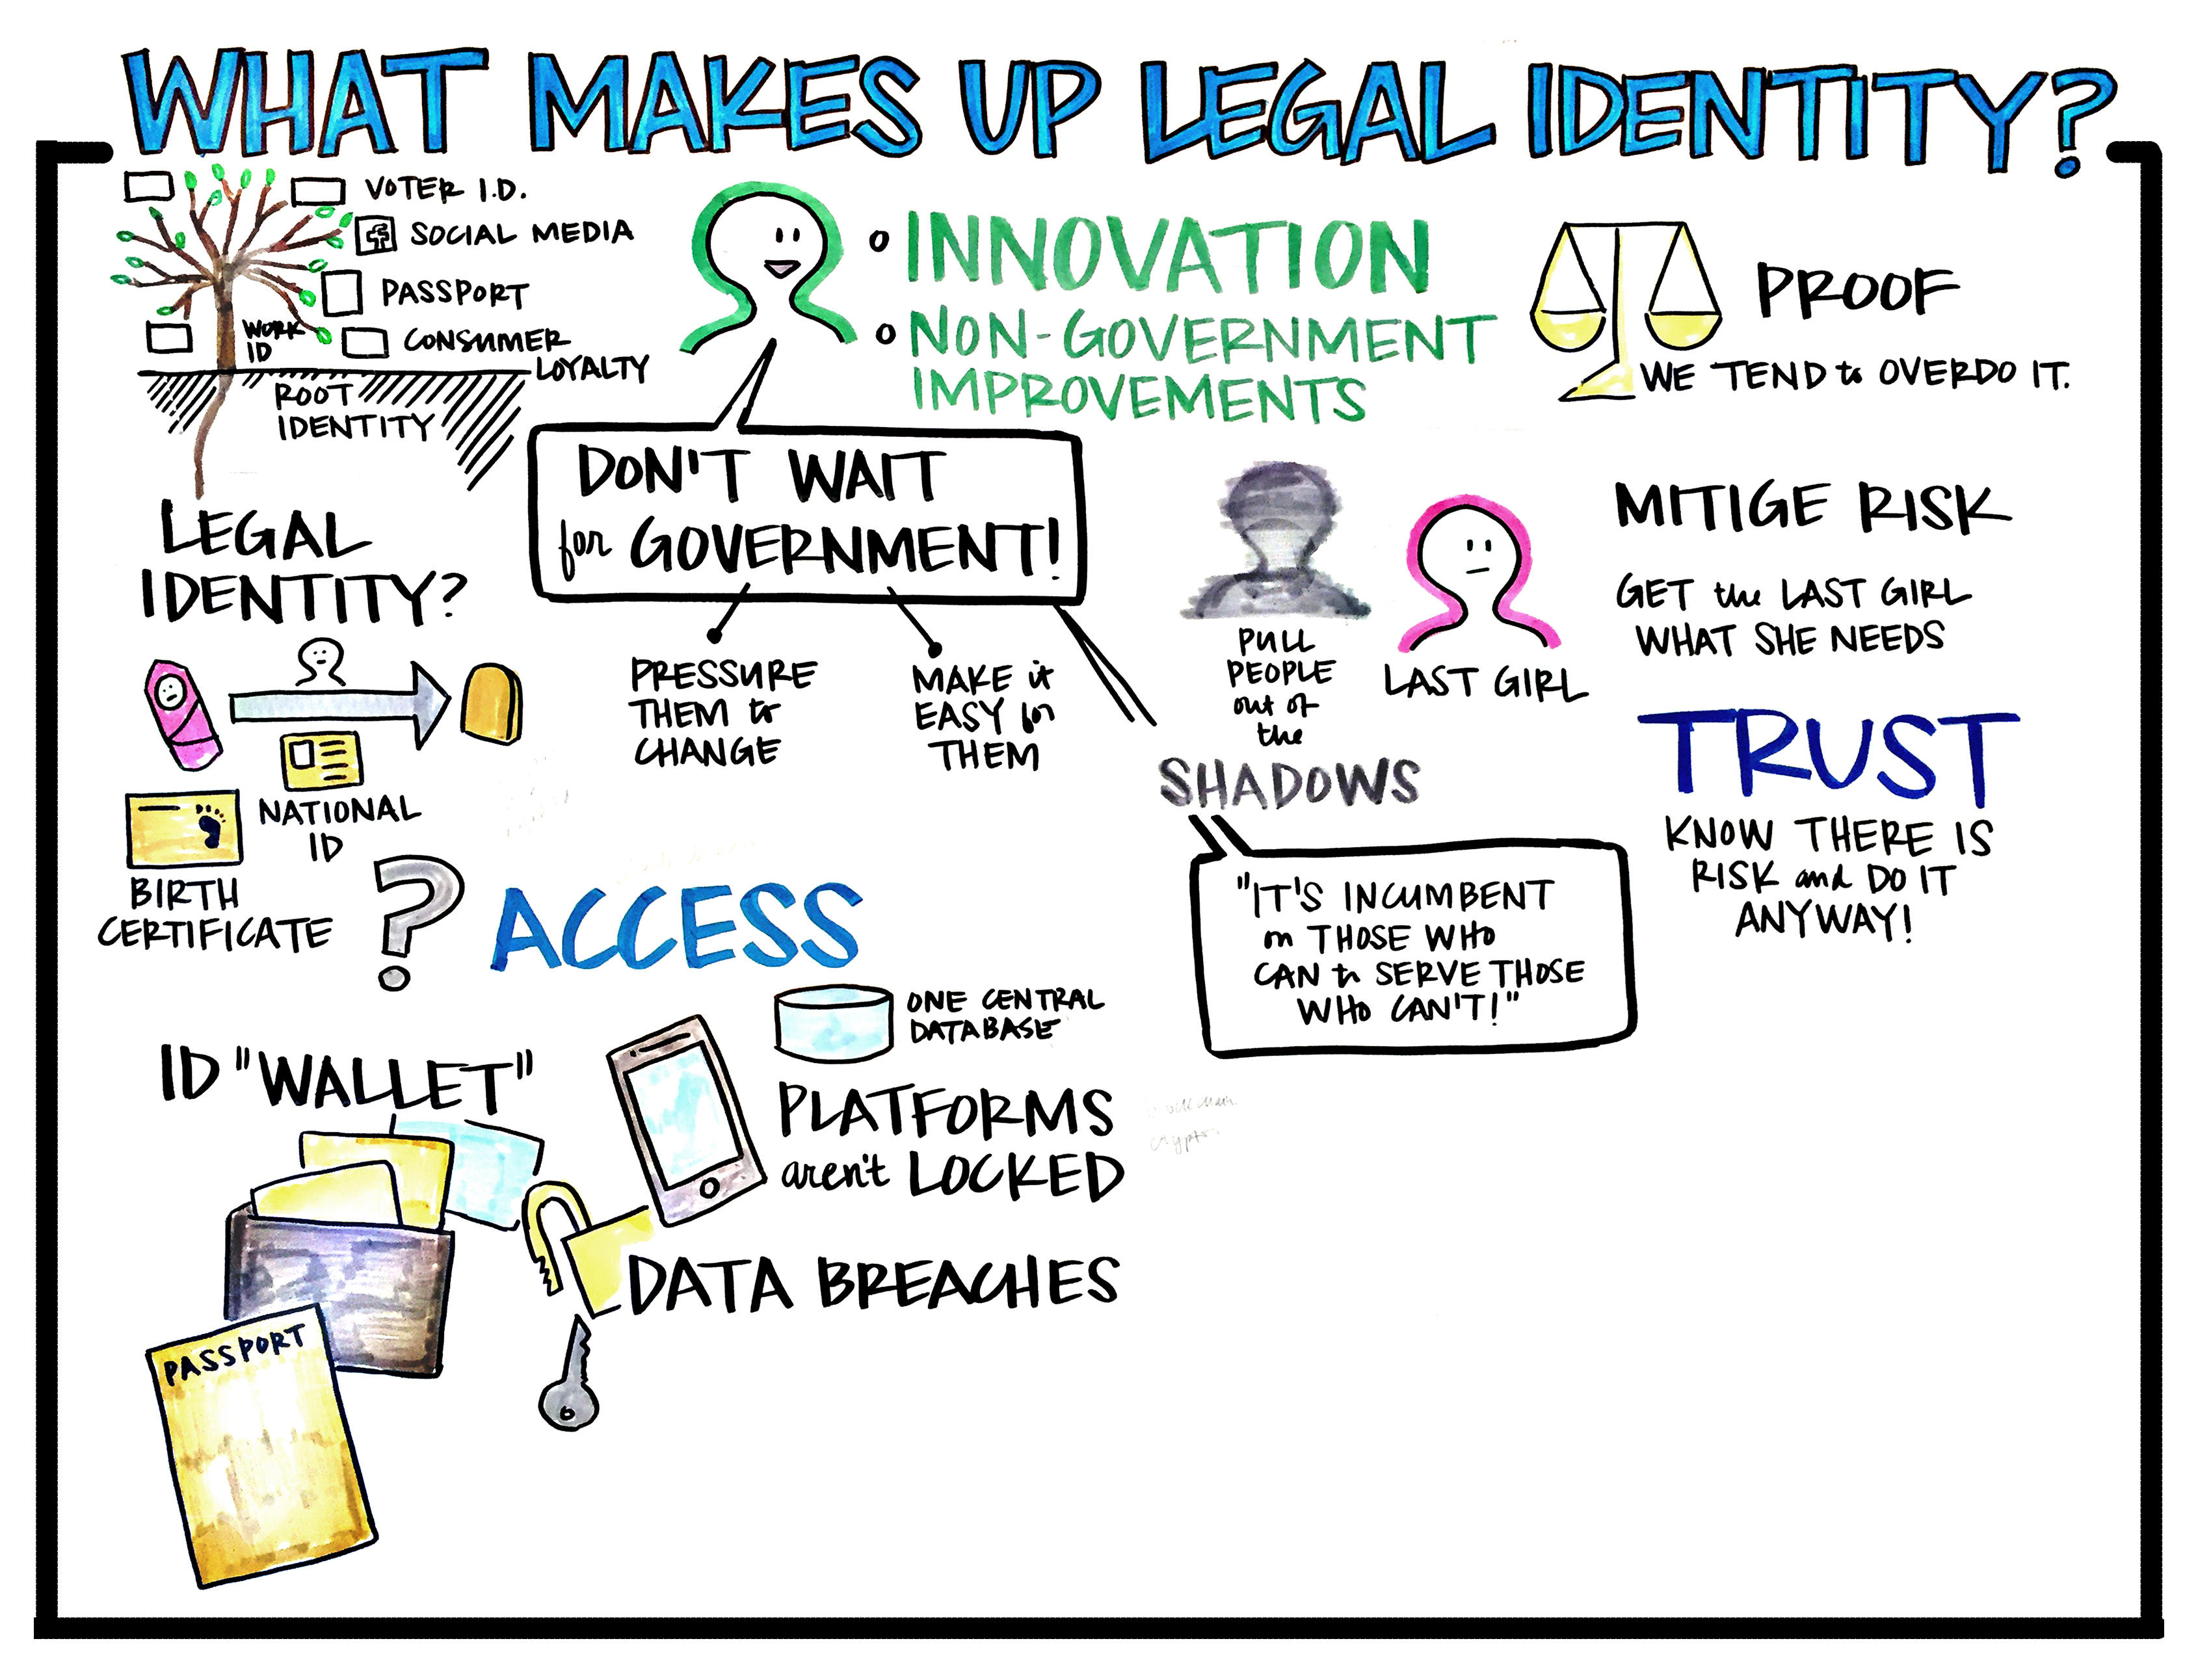 WHAT MAKES UP LEGAL IDENTITY?
VOTER I.D.
SOCIAL MEDIA
PASSPORT
WORK
ID
CONSUMER
LOYALTY
ROOT
IDENTITY
INNOVATION
NON-GOVERNMENT
IMPROVEMENTS
PROOF
WE TEND to OVERDO IT.
DON'T WAIT
for GOVERNMENT!
PRESSURE
THEM to
CHANGE
MAKE it
EASY for
THEM
LEGAL
IDENTITY?
NATIONAL
ID
BIRTH
CERTIFICATE
?
PULL
PEOPLE
out of
the
SHADOWS
LAST GIRL
MITIGE RISK
GET the LAST GIRL
WHAT SHE NEEDS
TRUST
KNOW THERE IS
RISK and DO IT
ANYWAY!
"IT'S INCUMBENT
on THOSE WHO
CAN to SERVE THOSE
WHO CAN'T!"
ACCESS
ONE CENTRAL
DATABASE
ID "WALLET"
PLATFORMS
aren't LOCKED
DATA BREACHES
PASSPORT